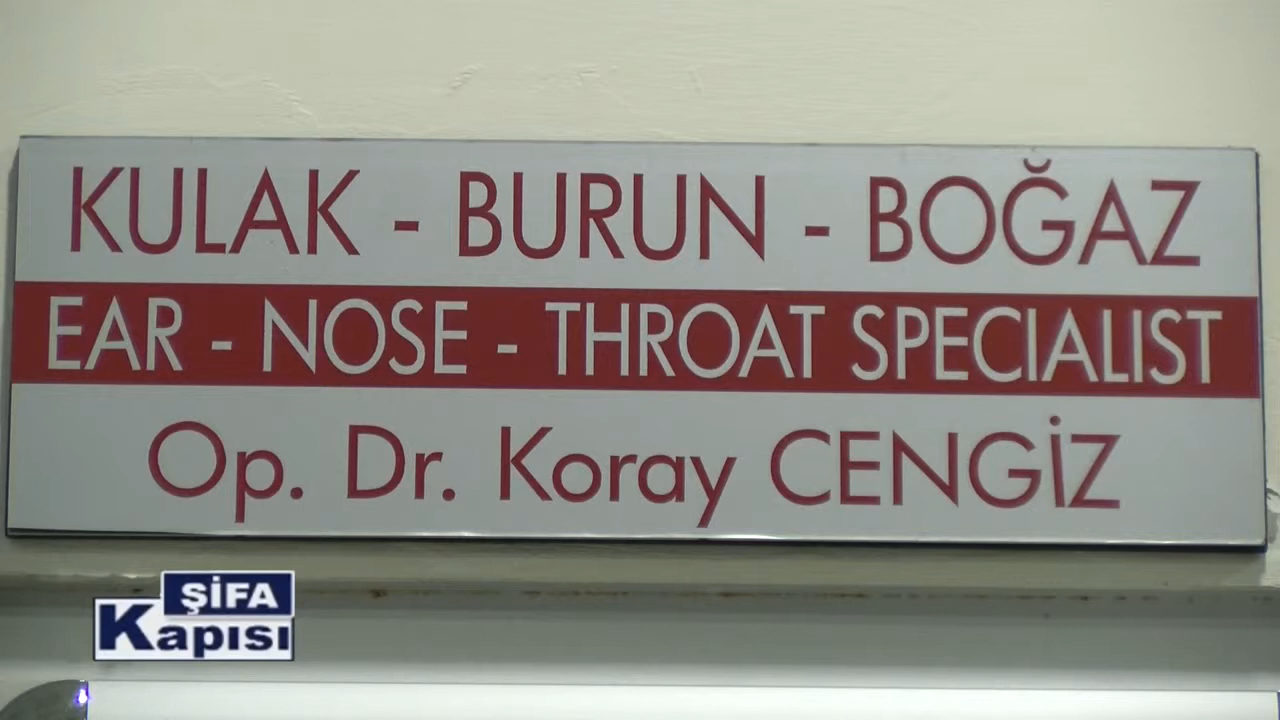 KULAK - BURUN - BOĞAZ
EAR - NOSE - THROAT SPECIALIST
Op. Dr. Koray CENGİZ
ŞİFA
Kapısı